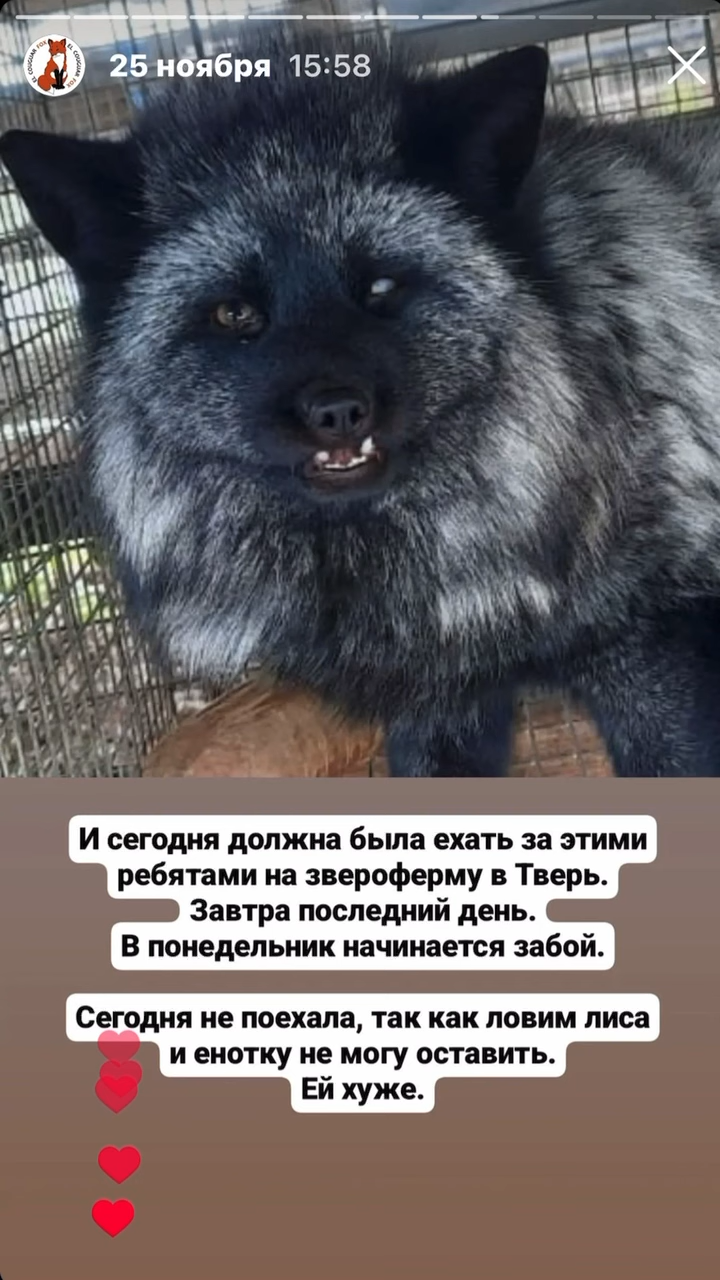 25 ноября 15:58
И сегодня должна была ехать за этими
ребятами на звероферму в Тверь.
Завтра последний день.
В понедельник начинается забой.
Сегодня не поехала, так как ловим лиса
и енотку не могу оставить.
Ей хуже.